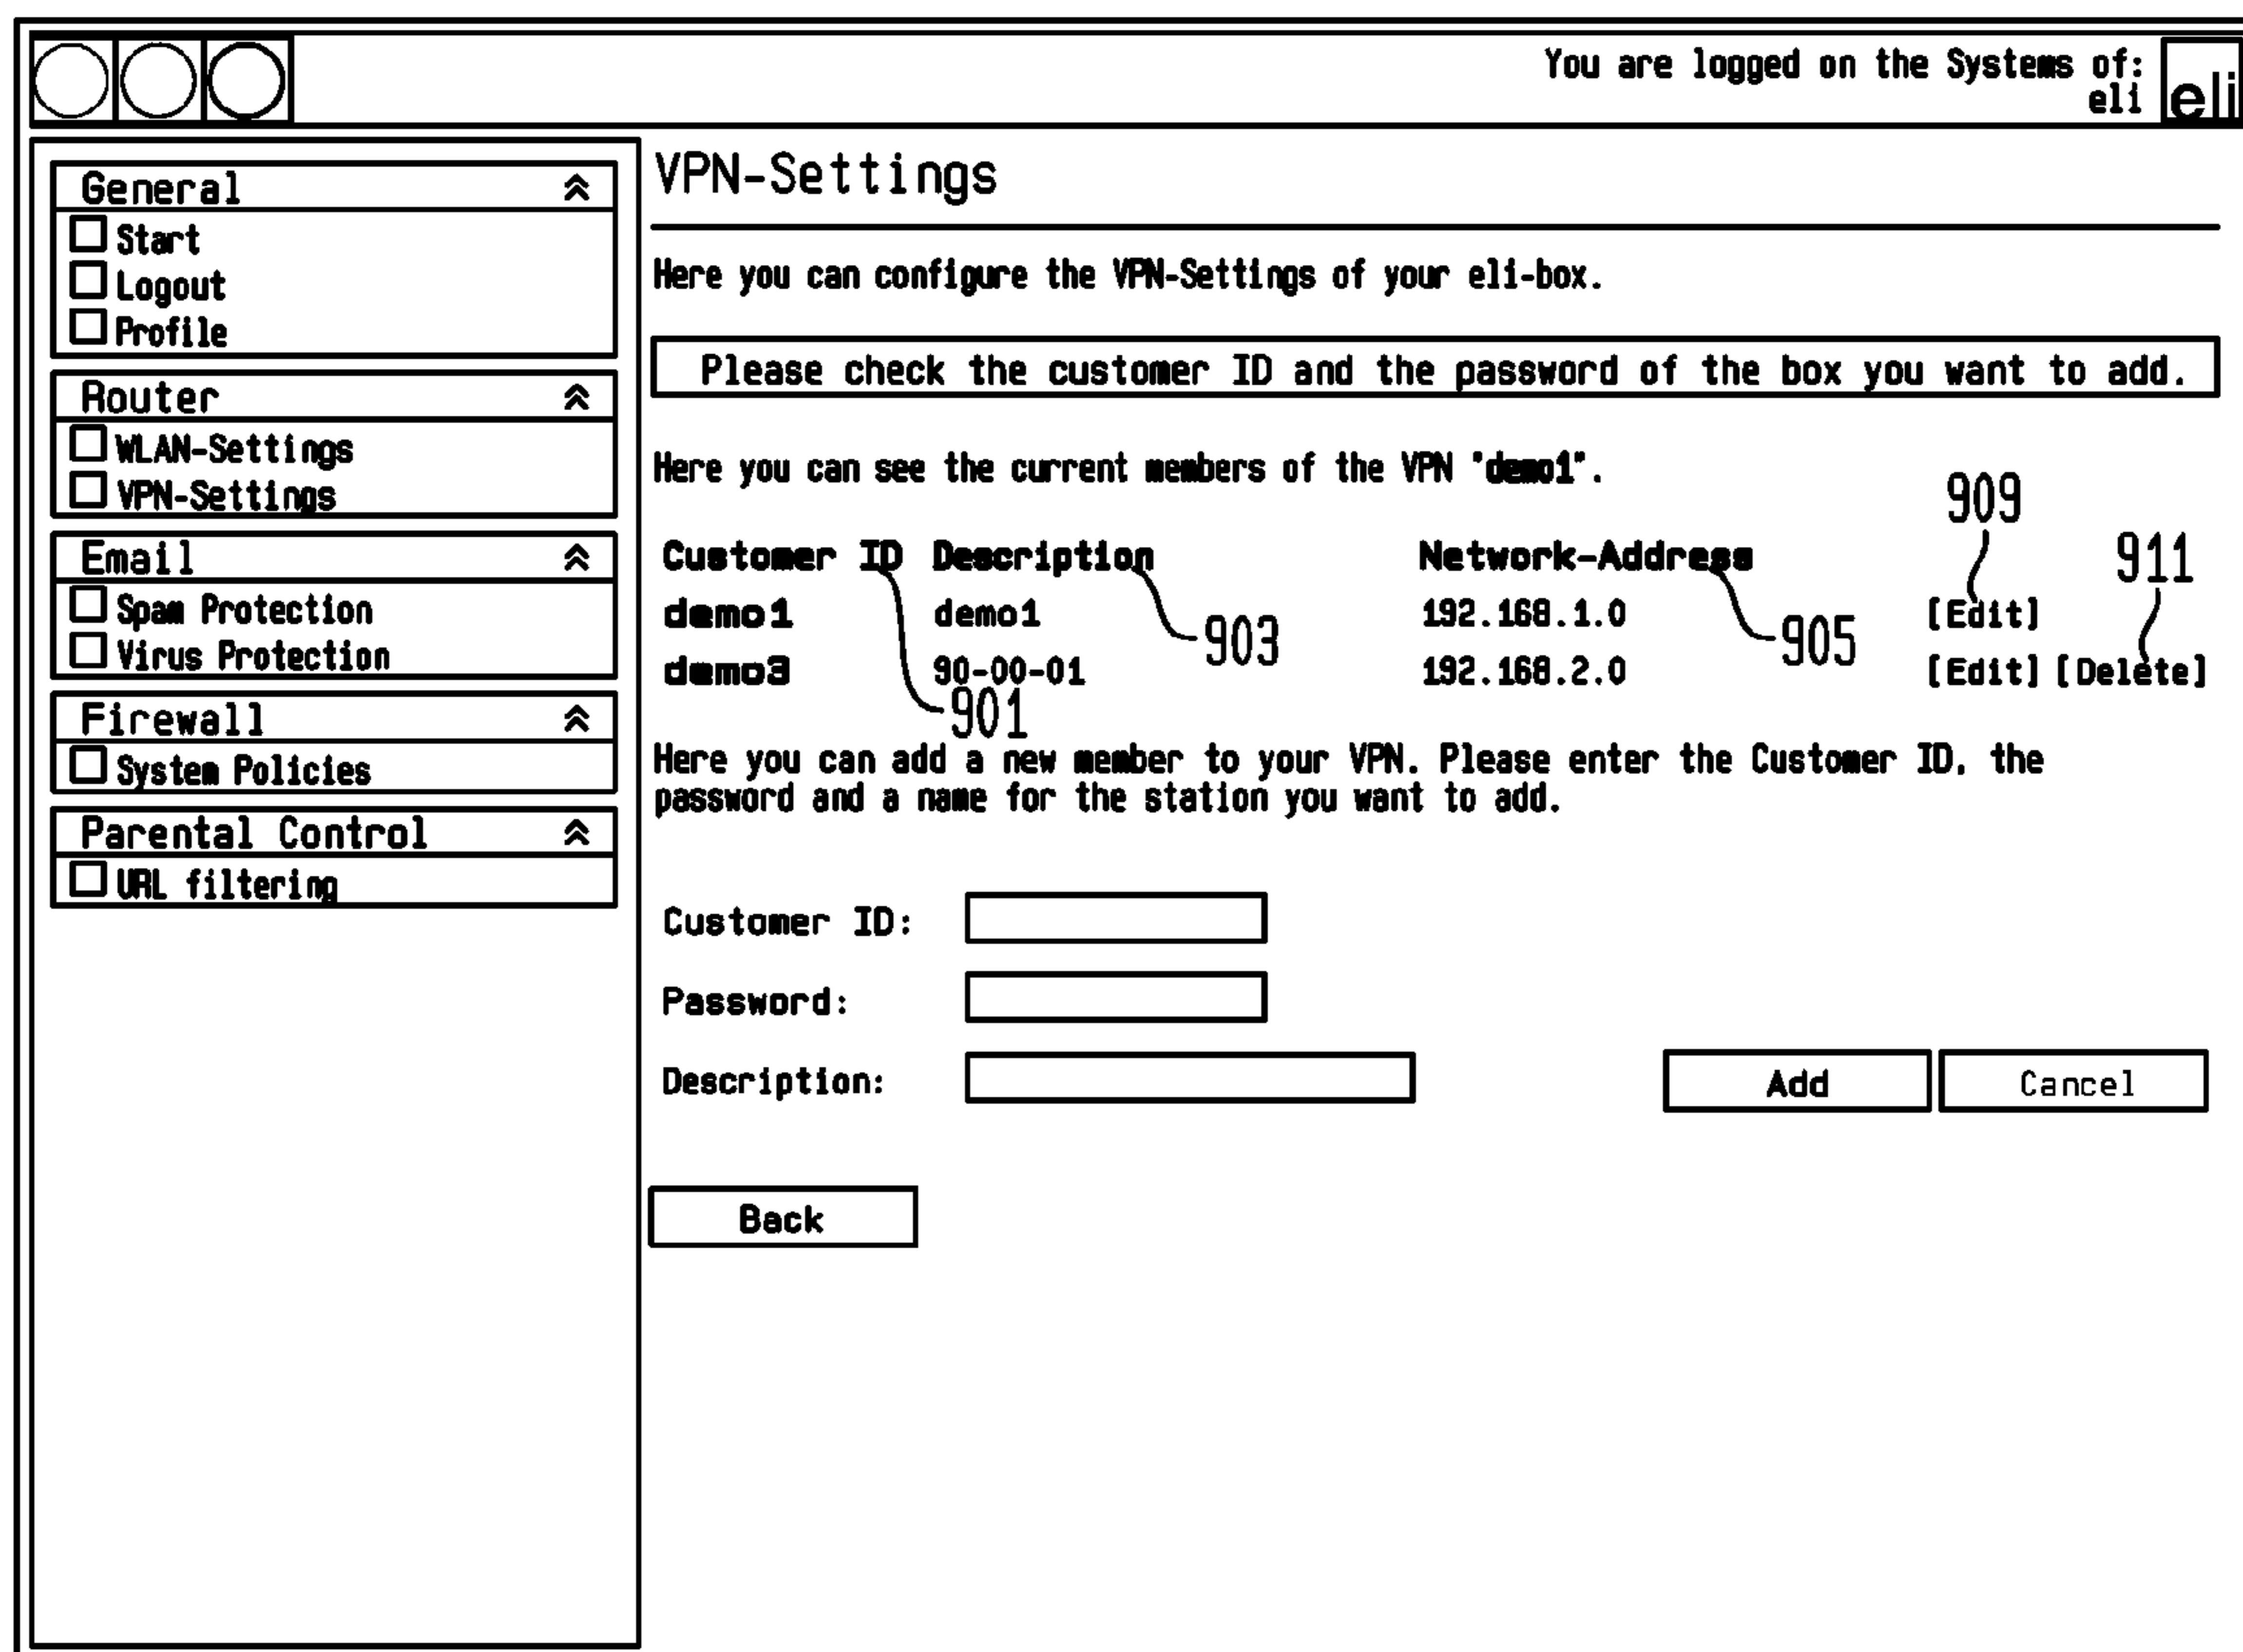 You are logged on the Systems of:
eli
eli
General
Start
Logout
Profile
Router
WLAN-Settings
VPN-Settings
Email
Spam Protection
Virus Protection
Firewall
System Policies
Parental Control
URL filtering
VPN-Settings
Here you can configure the VPN-Settings of your eli-box.
Please check the customer ID and the password of the box you want to add.
Here you can see the current members of the VPN "demo1".
909
911
Customer ID Description Network-Address
demo1 demo1 192.168.1.0 [Edit]
903 905
demo3 90-00-01 192.168.2.0 [Edit] [Delete]
901
Here you can add a new member to your VPN. Please enter the Customer ID, the
password and a name for the station you want to add.
Customer ID:
Password:
Description:
Add Cancel
Back